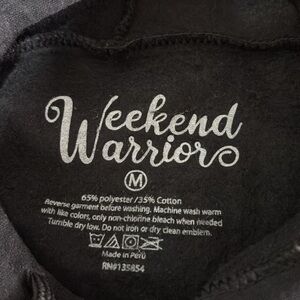 Weekend
Warrior
M
65% polyester / 35% Cotton
Reverse garment before washing. Machine wash warm
with like colors, only non-chlorine bleach when needed
Tumble dry low. Do not iron or dry clean emblem.
Made in Peru
RN#135854